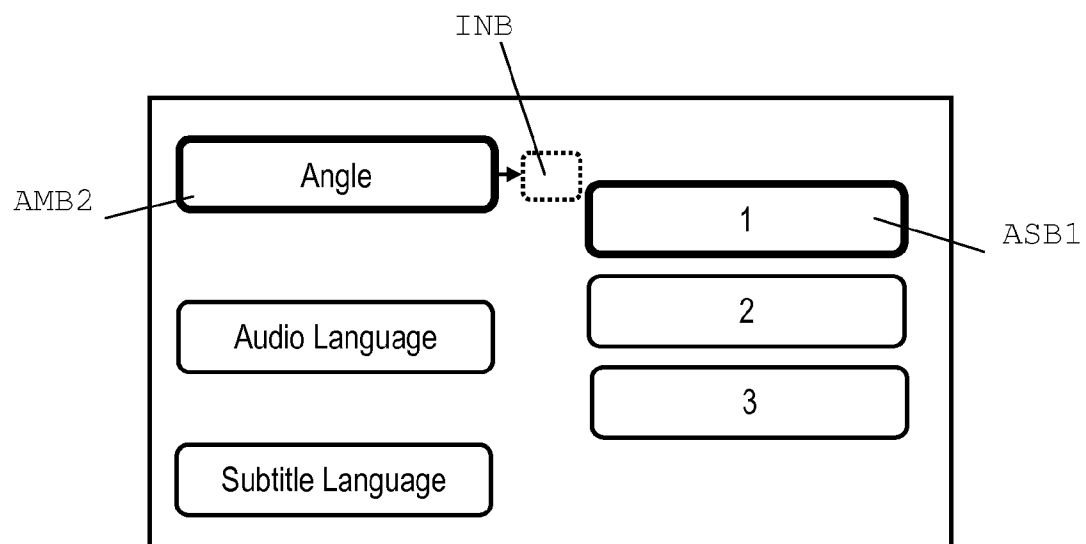 INB
Angle
AMB2
1
ASB1
2
Audio Language
3
Subtitle Language